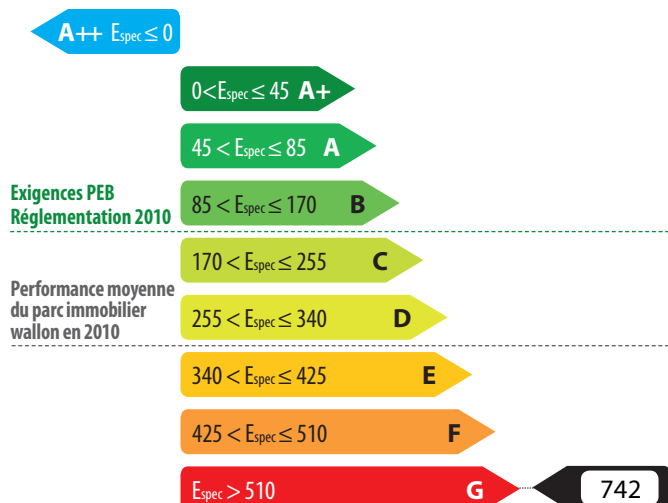 A++ Espec ≤ 0
0 < Espec ≤ 45 A+
45 < Espec ≤ 85 A
Exigences PEB
Réglementation 2010
85 < Espec ≤ 170 B
170 < Espec ≤ 255 C
Performance moyenne
du parc immobilier
wallon en 2010
255 < Espec ≤ 340 D
340 < Espec ≤ 425 E
425 < Espec ≤ 510 F
Espec > 510 G 742